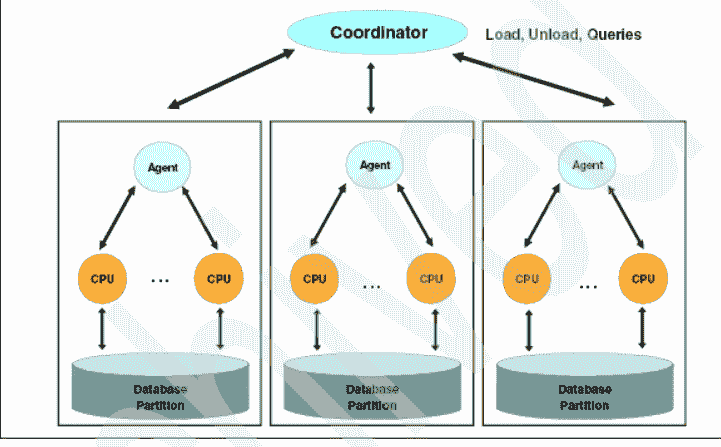 Coordinator
Load, Unload, Queries
Agent
Agent
Agent
CPU
...
CPU
CPU
...
CPU
CPU
...
CPU
Database
Partition
Database
Partition
Database
Partition